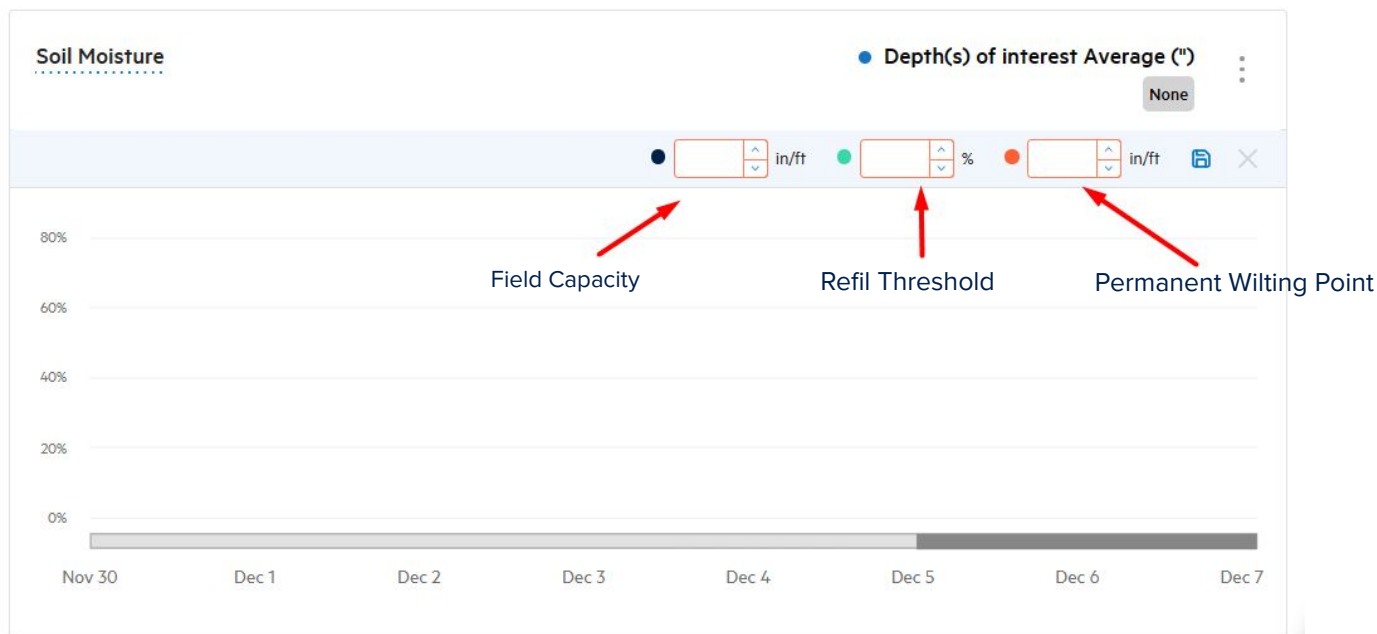 Soil Moisture
Depth(s) of interest Average (")
None
in/ft % in/ft
80%
Field Capacity Refil Threshold Permanent Wilting Point
60%
40%
20%
0%
Nov 30 Dec 1 Dec 2 Dec 3 Dec 4 Dec 5 Dec 6 Dec 7